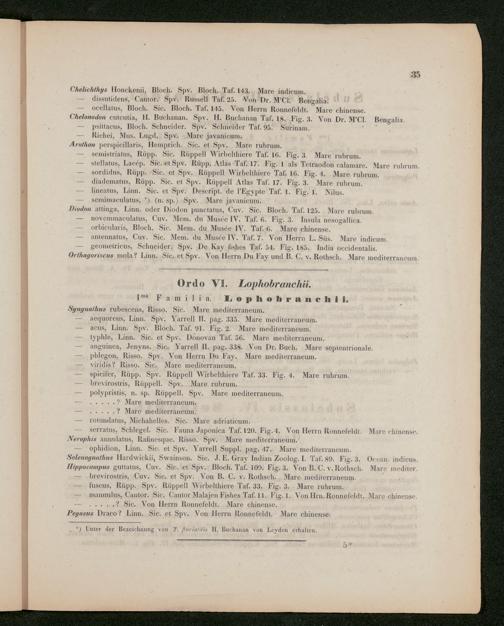 35
Chelichthys Honckenii, Bloch. Spv. Bloch. Taf. 143. Mare indicum.
— dissutidens, Cantor. Spv. Russell Taf. 25. Von Dr. M'Cl. Bengalia.
— ocellatus, Bloch. Sic. Bloch. Taf. 145. Von Herrn Ronnefeldt. Mare chinense.
Chelonodon cutcutia, H. Buchanan. Spv. H. Buchanan Taf. 18. Fig. 3. Von Dr. M'Cl. Bengalia.
— psittacus, Bloch. Schneider. Spv. Schneider Taf. 95. Surinam.
— Richei, Mus. Lugd. Spv. Mare javanicum.
Arothon perspicillaris, Hemprich. Sic. et Spv. Mare rubrum.
— semistriatus, Rüpp. Sic. Rüppell Wirbelthiere Taf. 16. Fig. 3. Mare rubrum.
— stellatus, Lacép. Sic. et Spv. Rüpp. Atlas Taf. 17. Fig. 1 als Tetraodon calamare. Mare rubrum.
— sordidus, Rüpp. Sic. et Spv. Rüppell Wirbelthiere Taf. 16. Fig. 4. Mare rubrum.
— diadematus, Rüpp. Sic. et Spv. Rüppell Atlas Taf. 17. Fig. 3. Mare rubrum.
— lineatus, Linn. Sic. et Spv. Descript. de l'Egypte Taf. 1. Fig. 1. Nilus.
— semimaculatus, *) (n. sp.) Spv. Mare javanicum.
Diodon attinga, Linn. oder Diodon punctatus, Cuv. Sic. Bloch. Taf. 125. Mare rubrum.
— novemmaculatus, Cuv. Mem. du Musée IV. Taf. 6. Fig. 3. Insula nesogallica.
— orbicularis, Bloch. Sic. Mem. du Musée IV. Taf. 6. Mare chinense.
— antennatus, Cuv. Sic. Mem. du Musée IV. Taf. 7. Von Herrn L. Süs. Mare indicum.
— geometricus, Schneider. Spv. De Kay fishes Taf. 54. Fig. 185. India occidentalis.
Orthagoriscus mola? Linn. Sic. et Spv. Von Herrn Du Fay und B. C. v. Rothsch. Mare mediterraneum.
Ordo VI. Lophobranchii.
1ma Familia. Lophobranchii.
Syngnathus rubescens, Risso. Sic. Mare mediterraneum.
— aequoreus, Linn. Spv. Yarrell II. pag. 335. Mare mediterraneum.
— acus, Linn. Spv. Bloch. Taf. 91. Fig. 2. Mare mediterraneum.
— typhle, Linn. Sic. et Spv. Donovan Taf. 56. Mare mediterraneum.
— anguinea, Jenyns. Sic. Yarrell II. pag. 338. Von Dr. Buch. Mare septentrionale.
— phlegon, Risso. Spv. Von Herrn Du Fay. Mare mediterraneum.
— viridis? Risso. Sic. Mare mediterraneum.
— spicifer, Rüpp. Spv. Rüppell Wirbelthiere Taf. 33. Fig. 4. Mare rubrum.
— brevirostris, Rüppell. Spv. Mare rubrum.
— polypristis, n. sp. Rüppell. Spv. Mare mediterraneum.
— . . . . . ? Mare mediterraneum.
— . . . . . ? Mare mediterraneum.
— rotundatus, Michahelles. Sic. Mare adriaticum.
— serratus, Schlegel. Sic. Fauna Japonica Taf. 120. Fig. 4. Von Herrn Ronnefeldt. Mare chinense.
Nerophis annulatus, Rafinesque. Risso. Spv. Mare mediterraneum.
— ophidion, Linn. Sic. et Spv. Yarrell Suppl. pag. 47. Mare mediterraneum.
Solenognathus Hardwickii, Swainson. Sic. J. E. Gray Indian Zoology. I. Taf. 89. Fig. 3. Ocean. indicus.
Hippocampus guttatus, Cuv. Sic. et Spv. Bloch. Taf. 109. Fig. 3. Von B. C. v. Rothsch. Mare mediter.
— brevirostris, Cuv. Sic. et Spv. Von B. C. v. Rothsch. Mare mediterraneum.
— fuscus, Rüpp. Spv. Rüppell Wirbelthiere Taf. 33. Fig. 3. Mare rubrum.
— mannulus, Cantor. Sic. Cantor Malajen Fishes Taf. 11. Fig. 1. Von Hrn. Ronnefeldt. Mare chinense.
— . . . . . ? Sic. Von Herrn Ronnefeldt. Mare chinense.
Pegasus Draco? Linn. Sic. et Spv. Von Herrn Ronnefeldt. Mare chinense.
*) Unter der Bezeichnung von T. fluviatilis H. Buchanan von Leyden erhalten.
5*